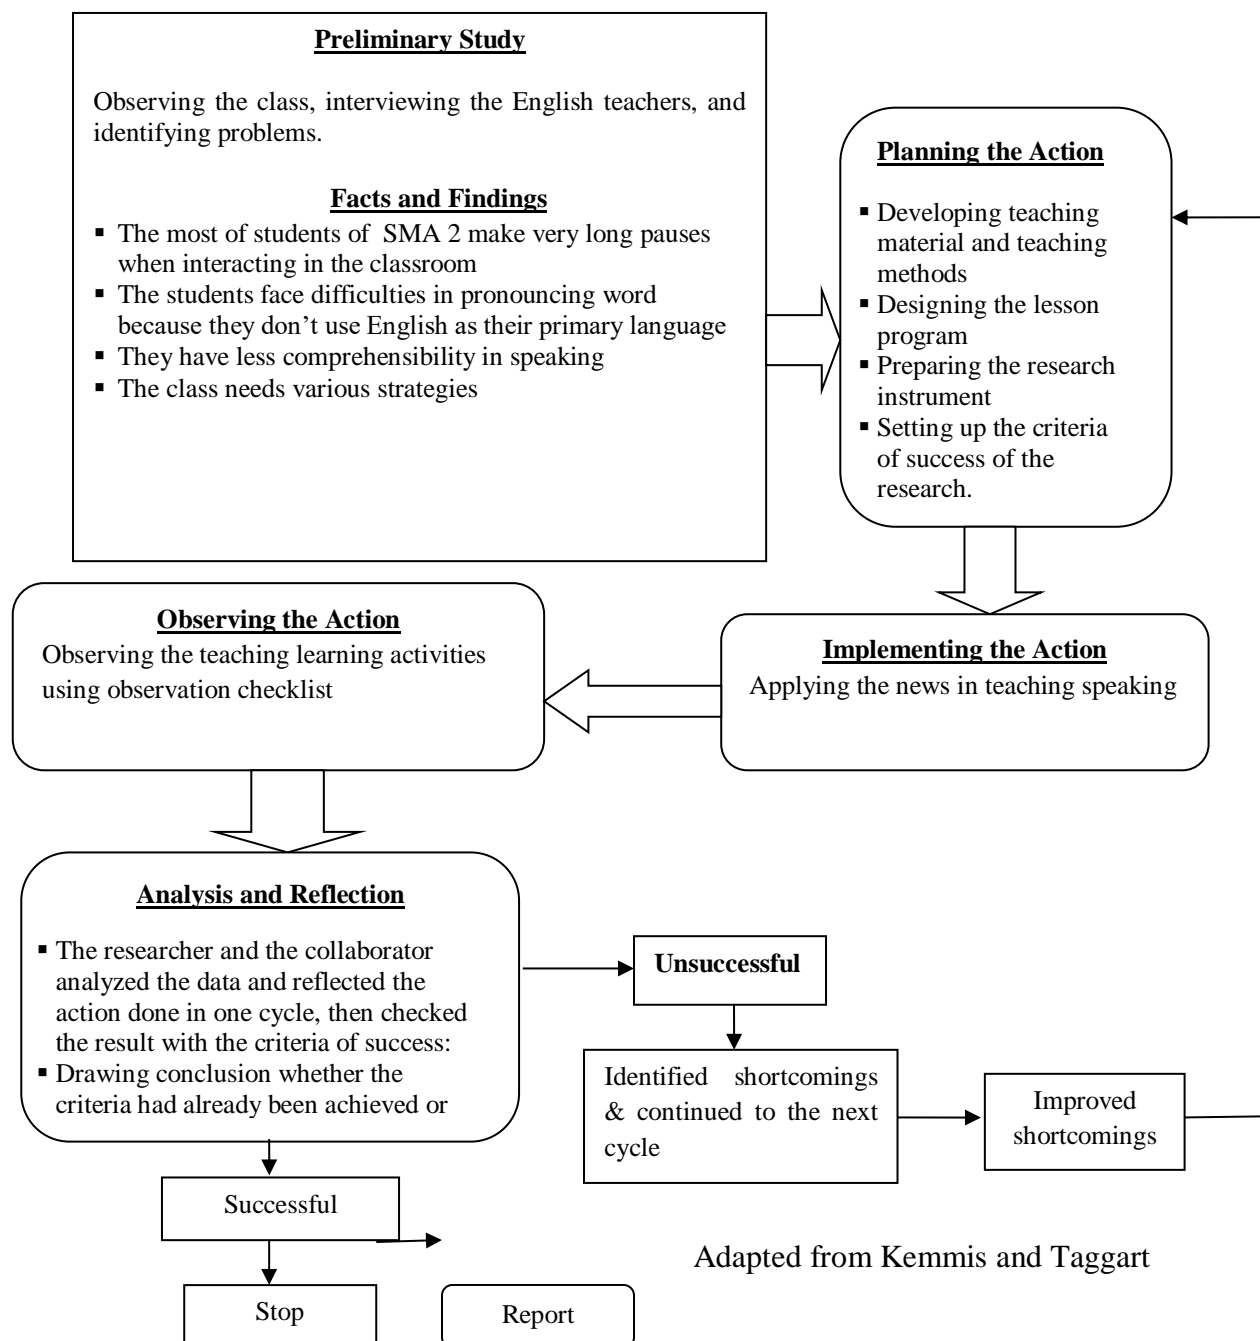 Preliminary Study
Observing the class, interviewing the English teachers, and
identifying problems.
Facts and Findings
▪ The most of students of SMA 2 make very long pauses
when interacting in the classroom
▪ The students face difficulties in pronouncing word
because they don’t use English as their primary language
▪ They have less comprehensibility in speaking
▪ The class needs various strategies
Planning the Action
▪ Developing teaching
material and teaching
methods
▪ Designing the lesson
program
▪ Preparing the research
instrument
▪ Setting up the criteria
of success of the
research.
Implementing the Action
Applying the news in teaching speaking
Observing the Action
Observing the teaching learning activities
using observation checklist
Analysis and Reflection
▪ The researcher and the collaborator
analyzed the data and reflected the
action done in one cycle, then checked
the result with the criteria of success:
▪ Drawing conclusion whether the
criteria had already been achieved or
Unsuccessful
Identified shortcomings
& continued to the next
cycle
Improved
shortcomings
Successful
Stop
Report
Adapted from Kemmis and Taggart